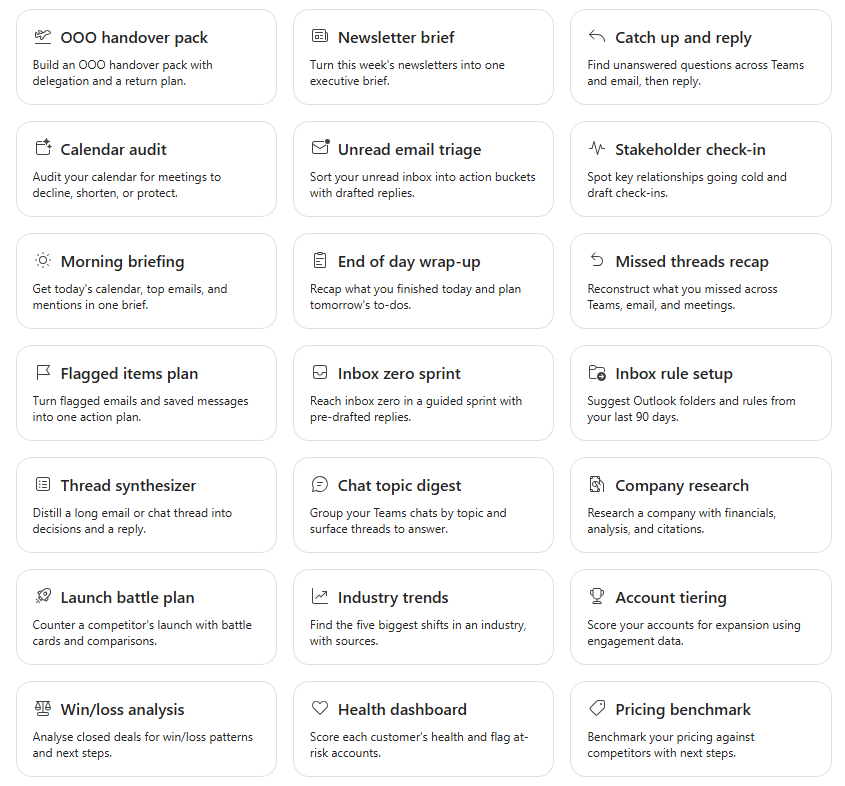 OOO handover pack
Build an OOO handover pack with
delegation and a return plan.
Newsletter brief
Turn this week's newsletters into one
executive brief.
Catch up and reply
Find unanswered questions across Teams
and email, then reply.
Calendar audit
Audit your calendar for meetings to
decline, shorten, or protect.
Unread email triage
Sort your unread inbox into action buckets
with drafted replies.
Stakeholder check-in
Spot key relationships going cold and
draft check-ins.
Morning briefing
Get today's calendar, top emails, and
mentions in one brief.
End of day wrap-up
Recap what you finished today and plan
tomorrow's to-dos.
Missed threads recap
Reconstruct what you missed across
Teams, email, and meetings.
Flagged items plan
Turn flagged emails and saved messages
into one action plan.
Inbox zero sprint
Reach inbox zero in a guided sprint with
pre-drafted replies.
Inbox rule setup
Suggest Outlook folders and rules from
your last 90 days.
Thread synthesizer
Distill a long email or chat thread into
decisions and a reply.
Chat topic digest
Group your Teams chats by topic and
surface threads to answer.
Company research
Research a company with financials,
analysis, and citations.
Launch battle plan
Counter a competitor's launch with battle
cards and comparisons.
Industry trends
Find the five biggest shifts in an industry,
with sources.
Account tiering
Score your accounts for expansion using
engagement data.
Win/loss analysis
Analyse closed deals for win/loss patterns
and next steps.
Health dashboard
Score each customer's health and flag at-
risk accounts.
Pricing benchmark
Benchmark your pricing against
competitors with next steps.